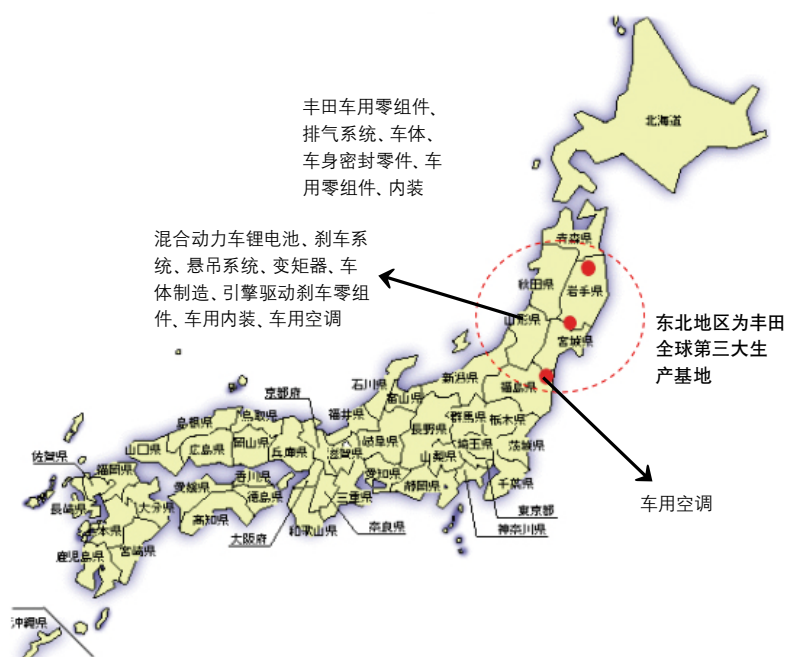 丰田车用零组件、
排气系统、车体、
车身密封零件、车
用零组件、内装
北海道
混合动力车锂电池、刹车系
统、悬吊系统、变矩器、车
体制造、引擎驱动刹车零组
件、车用内装、车用空调
青森県
秋田県
岩手県
山形県
宮城県
东北地区为丰田
全球第三大生
产基地
福島県
新潟県
石川県
富山県
京都府
福井県
群馬県
栃木県
長野県
岐阜県
埼玉県
茨城県
島根県
鳥取県
山口県
広島県
岡山県
兵庫県
滋賀県
山梨県
佐賀県
福岡県
愛知県
静岡県
千葉県
香川県
愛媛県
徳島県
三重県
長崎県
大分県
高知県
東京都
神奈川県
车用空调
和歌山県
奈良県
大阪府
熊本県
宮崎県
鹿児島県
沖縄県